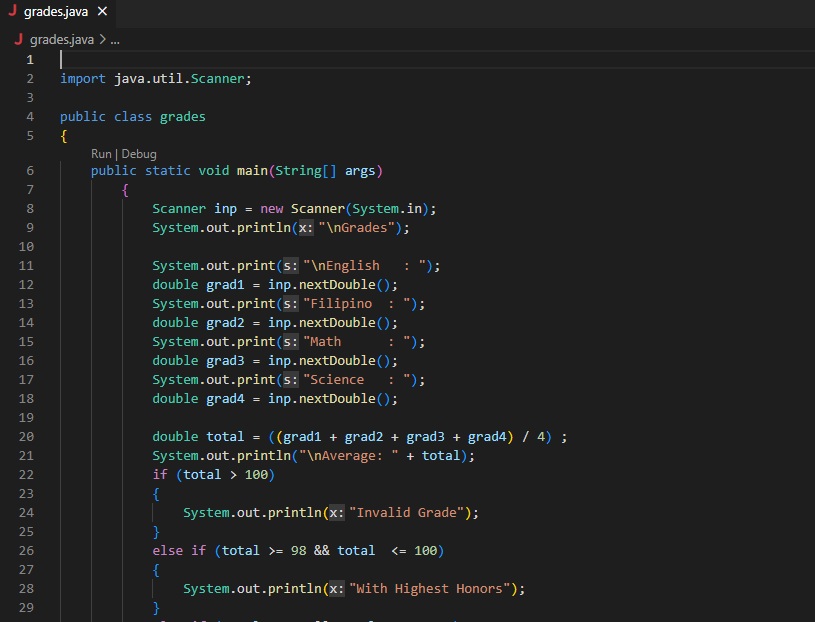 grades.java ×
grades.java > ...
1
2 import java.util.Scanner;
3
4 public class grades
5 {
Run | Debug
6 public static void main(String[] args)
7 {
8 Scanner inp = new Scanner(System.in);
9 System.out.println(x: "\nGrades");
10
11 System.out.print(s: "\nEnglish   : ");
12 double grad1 = inp.nextDouble();
13 System.out.print(s: "Filipino  : ");
14 double grad2 = inp.nextDouble();
15 System.out.print(s: "Math      : ");
16 double grad3 = inp.nextDouble();
17 System.out.print(s: "Science   : ");
18 double grad4 = inp.nextDouble();
19
20 double total = ((grad1 + grad2 + grad3 + grad4) / 4) ;
21 System.out.println("\nAverage: " + total);
22 if (total > 100)
23 {
24 System.out.println(x: "Invalid Grade");
25 }
26 else if (total >= 98 && total  <= 100)
27 {
28 System.out.println(x: "With Highest Honors");
29 }